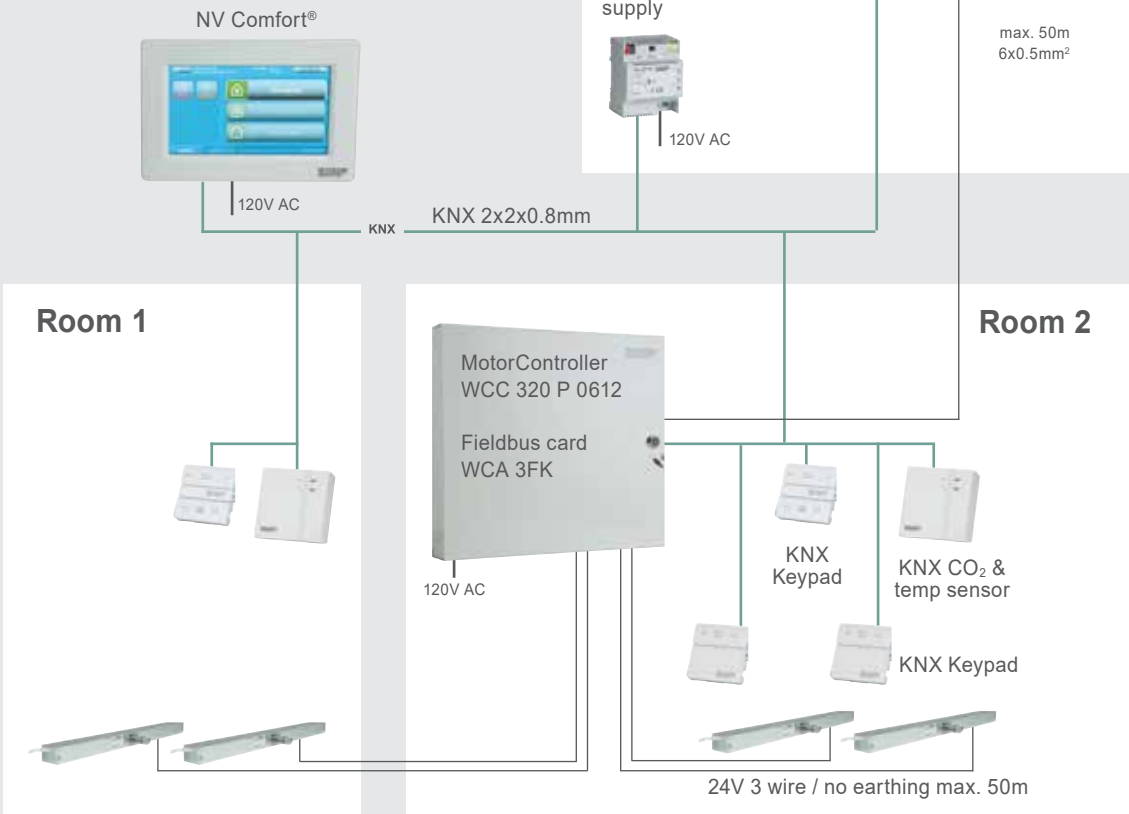 supply
NV Comfort®
max. 50m
6x0.5mm²
120V AC
120V AC
KNX 2x2x0.8mm
KNX
Room 1
Room 2
MotorController
WCC 320 P 0612
Fieldbus card
WCA 3FK
120V AC
KNX
Keypad
KNX CO₂ &
temp sensor
KNX Keypad
24V 3 wire / no earthing max. 50m